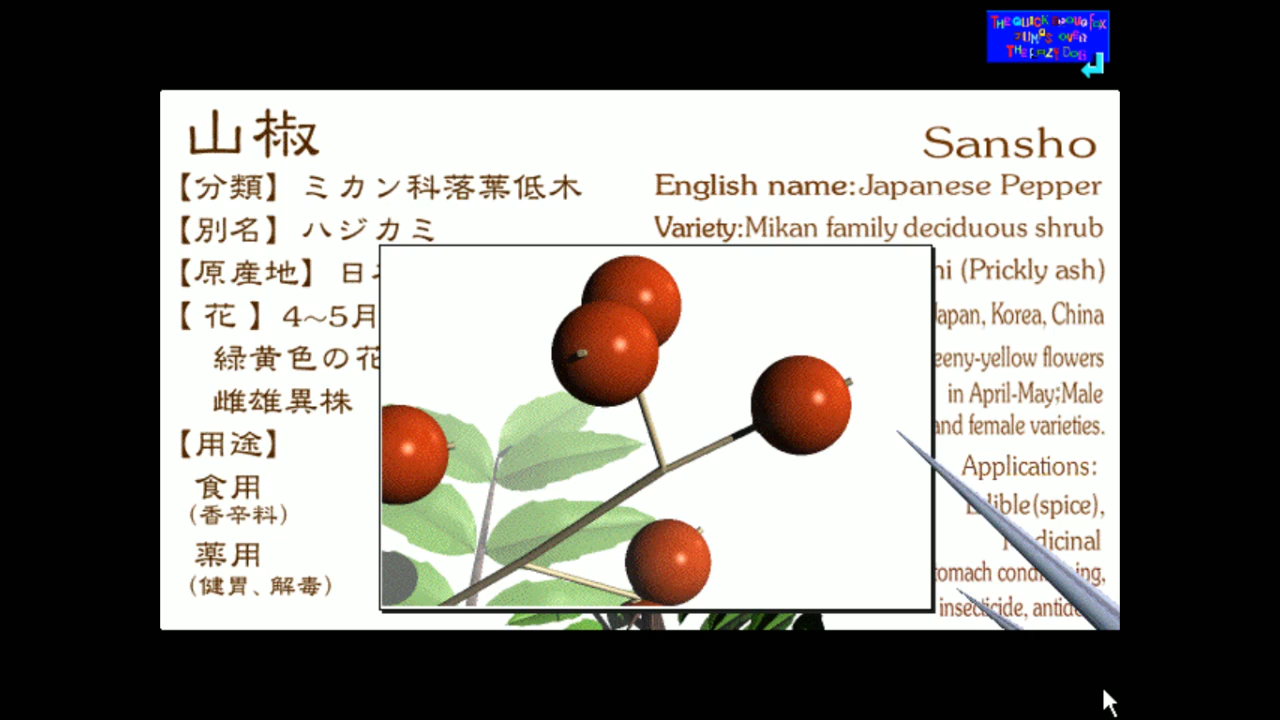 THE QUICK
JUMPS OVER
THE LAZY DOG
山椒
Sansho
【分類】 ミカン科落葉低木
English name:Japanese Pepper
【別名】 ハジカミ
Variety:Mikan family deciduous shrub
【原産地】 日
(Prickly ash)
【 花 】 4~5月
Japan, Korea, China
緑黄色の花
flowers
雌雄異株
in April-May;Male
and female varieties.
【用途】
Applications:
食用
Edible(spice),
(香辛料)
薬用
Medicinal
(健胃、解毒)
insecticide,